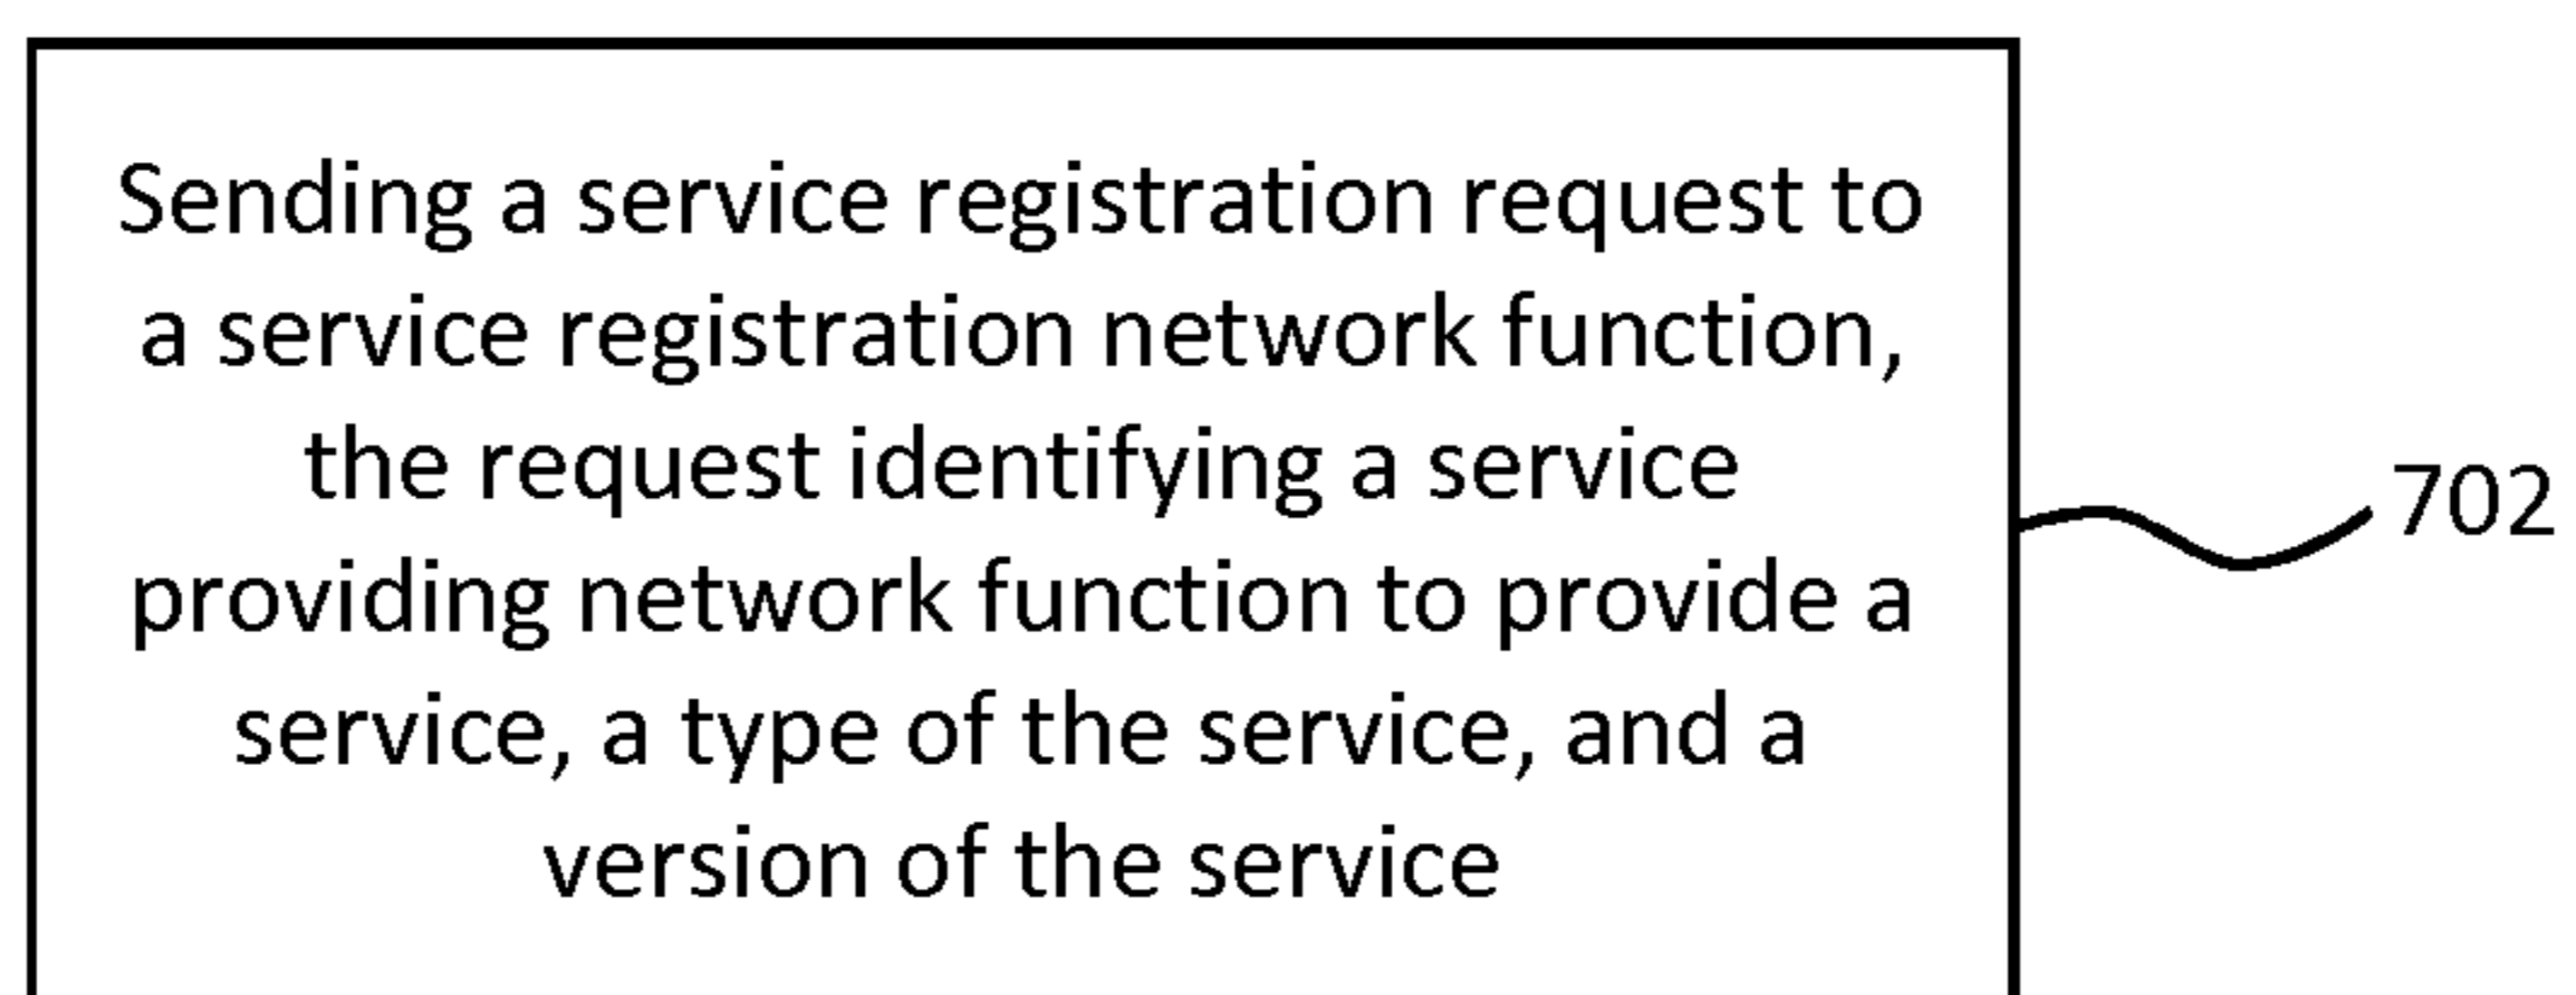 Sending a service registration request to
a service registration network function,
the request identifying a service
providing network function to provide a
service, a type of the service, and a
version of the service
702